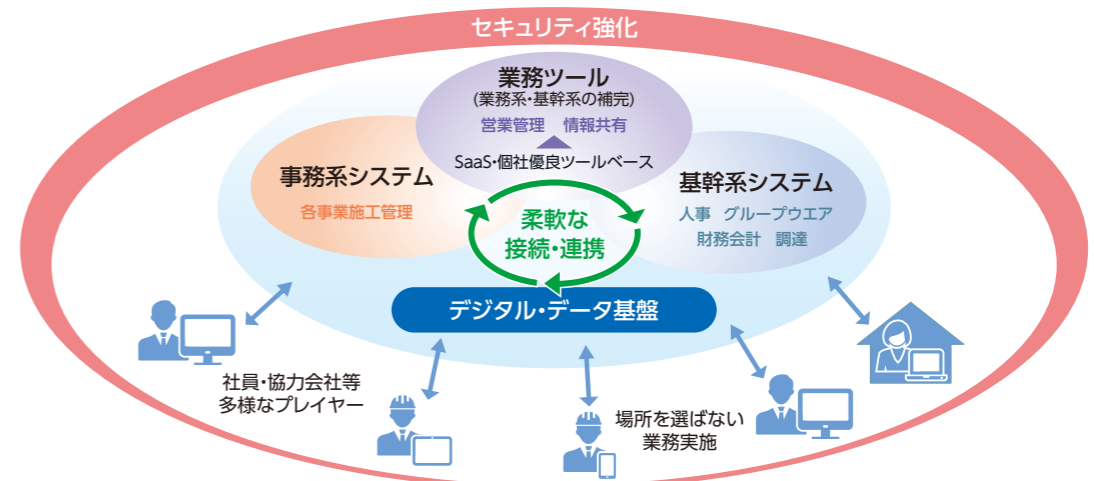 セキュリティ強化
業務ツール
(業務系・基幹系の補完)
営業管理 情報共有
SaaS・個社優良ツールベース
事務系システム
各事業施工管理
基幹系システム
人事 グループウエア
財務会計 調達
柔軟な
接続・連携
デジタル・データ基盤
社員・協力会社等
多様なプレイヤー
場所を選ばない
業務実施